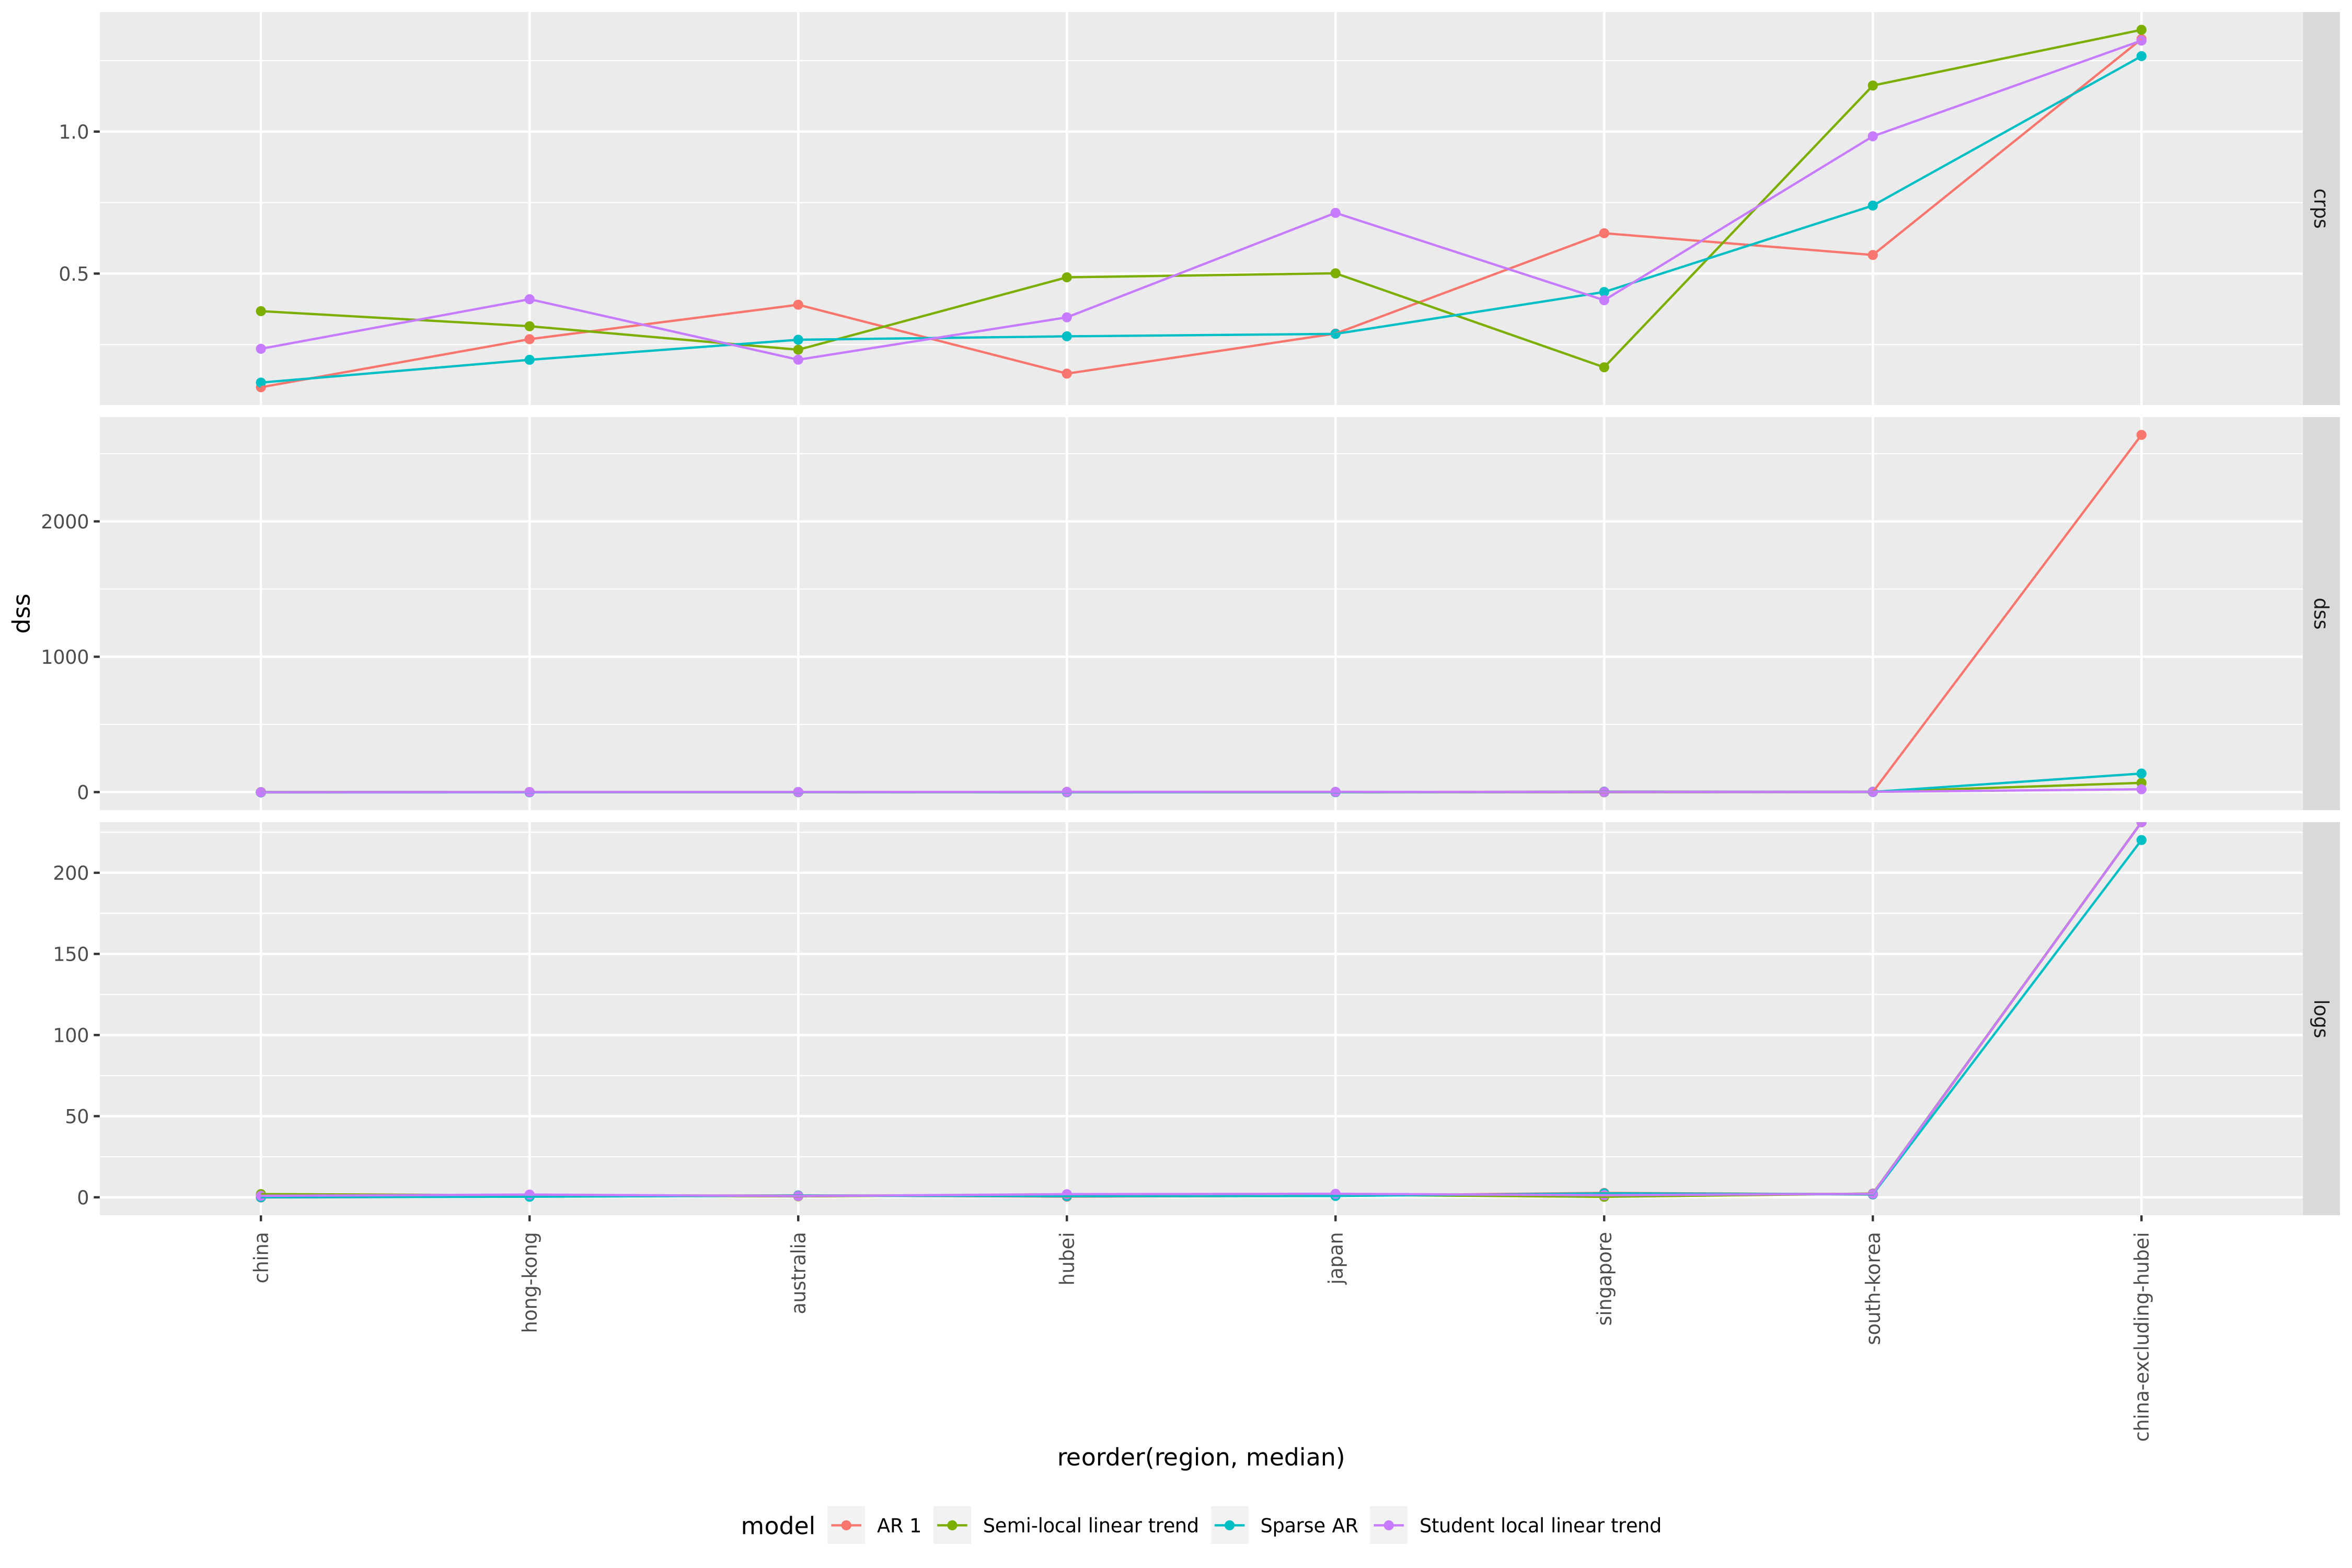 1.0
0.5
crps
2000
1000
0
dss
dss
200
150
100
50
0
logs
china
hong-kong
australia
hubei
japan
singapore
south-korea
china-excluding-hubei
reorder(region, median)
model AR 1 Semi-local linear trend Sparse AR Student local linear trend